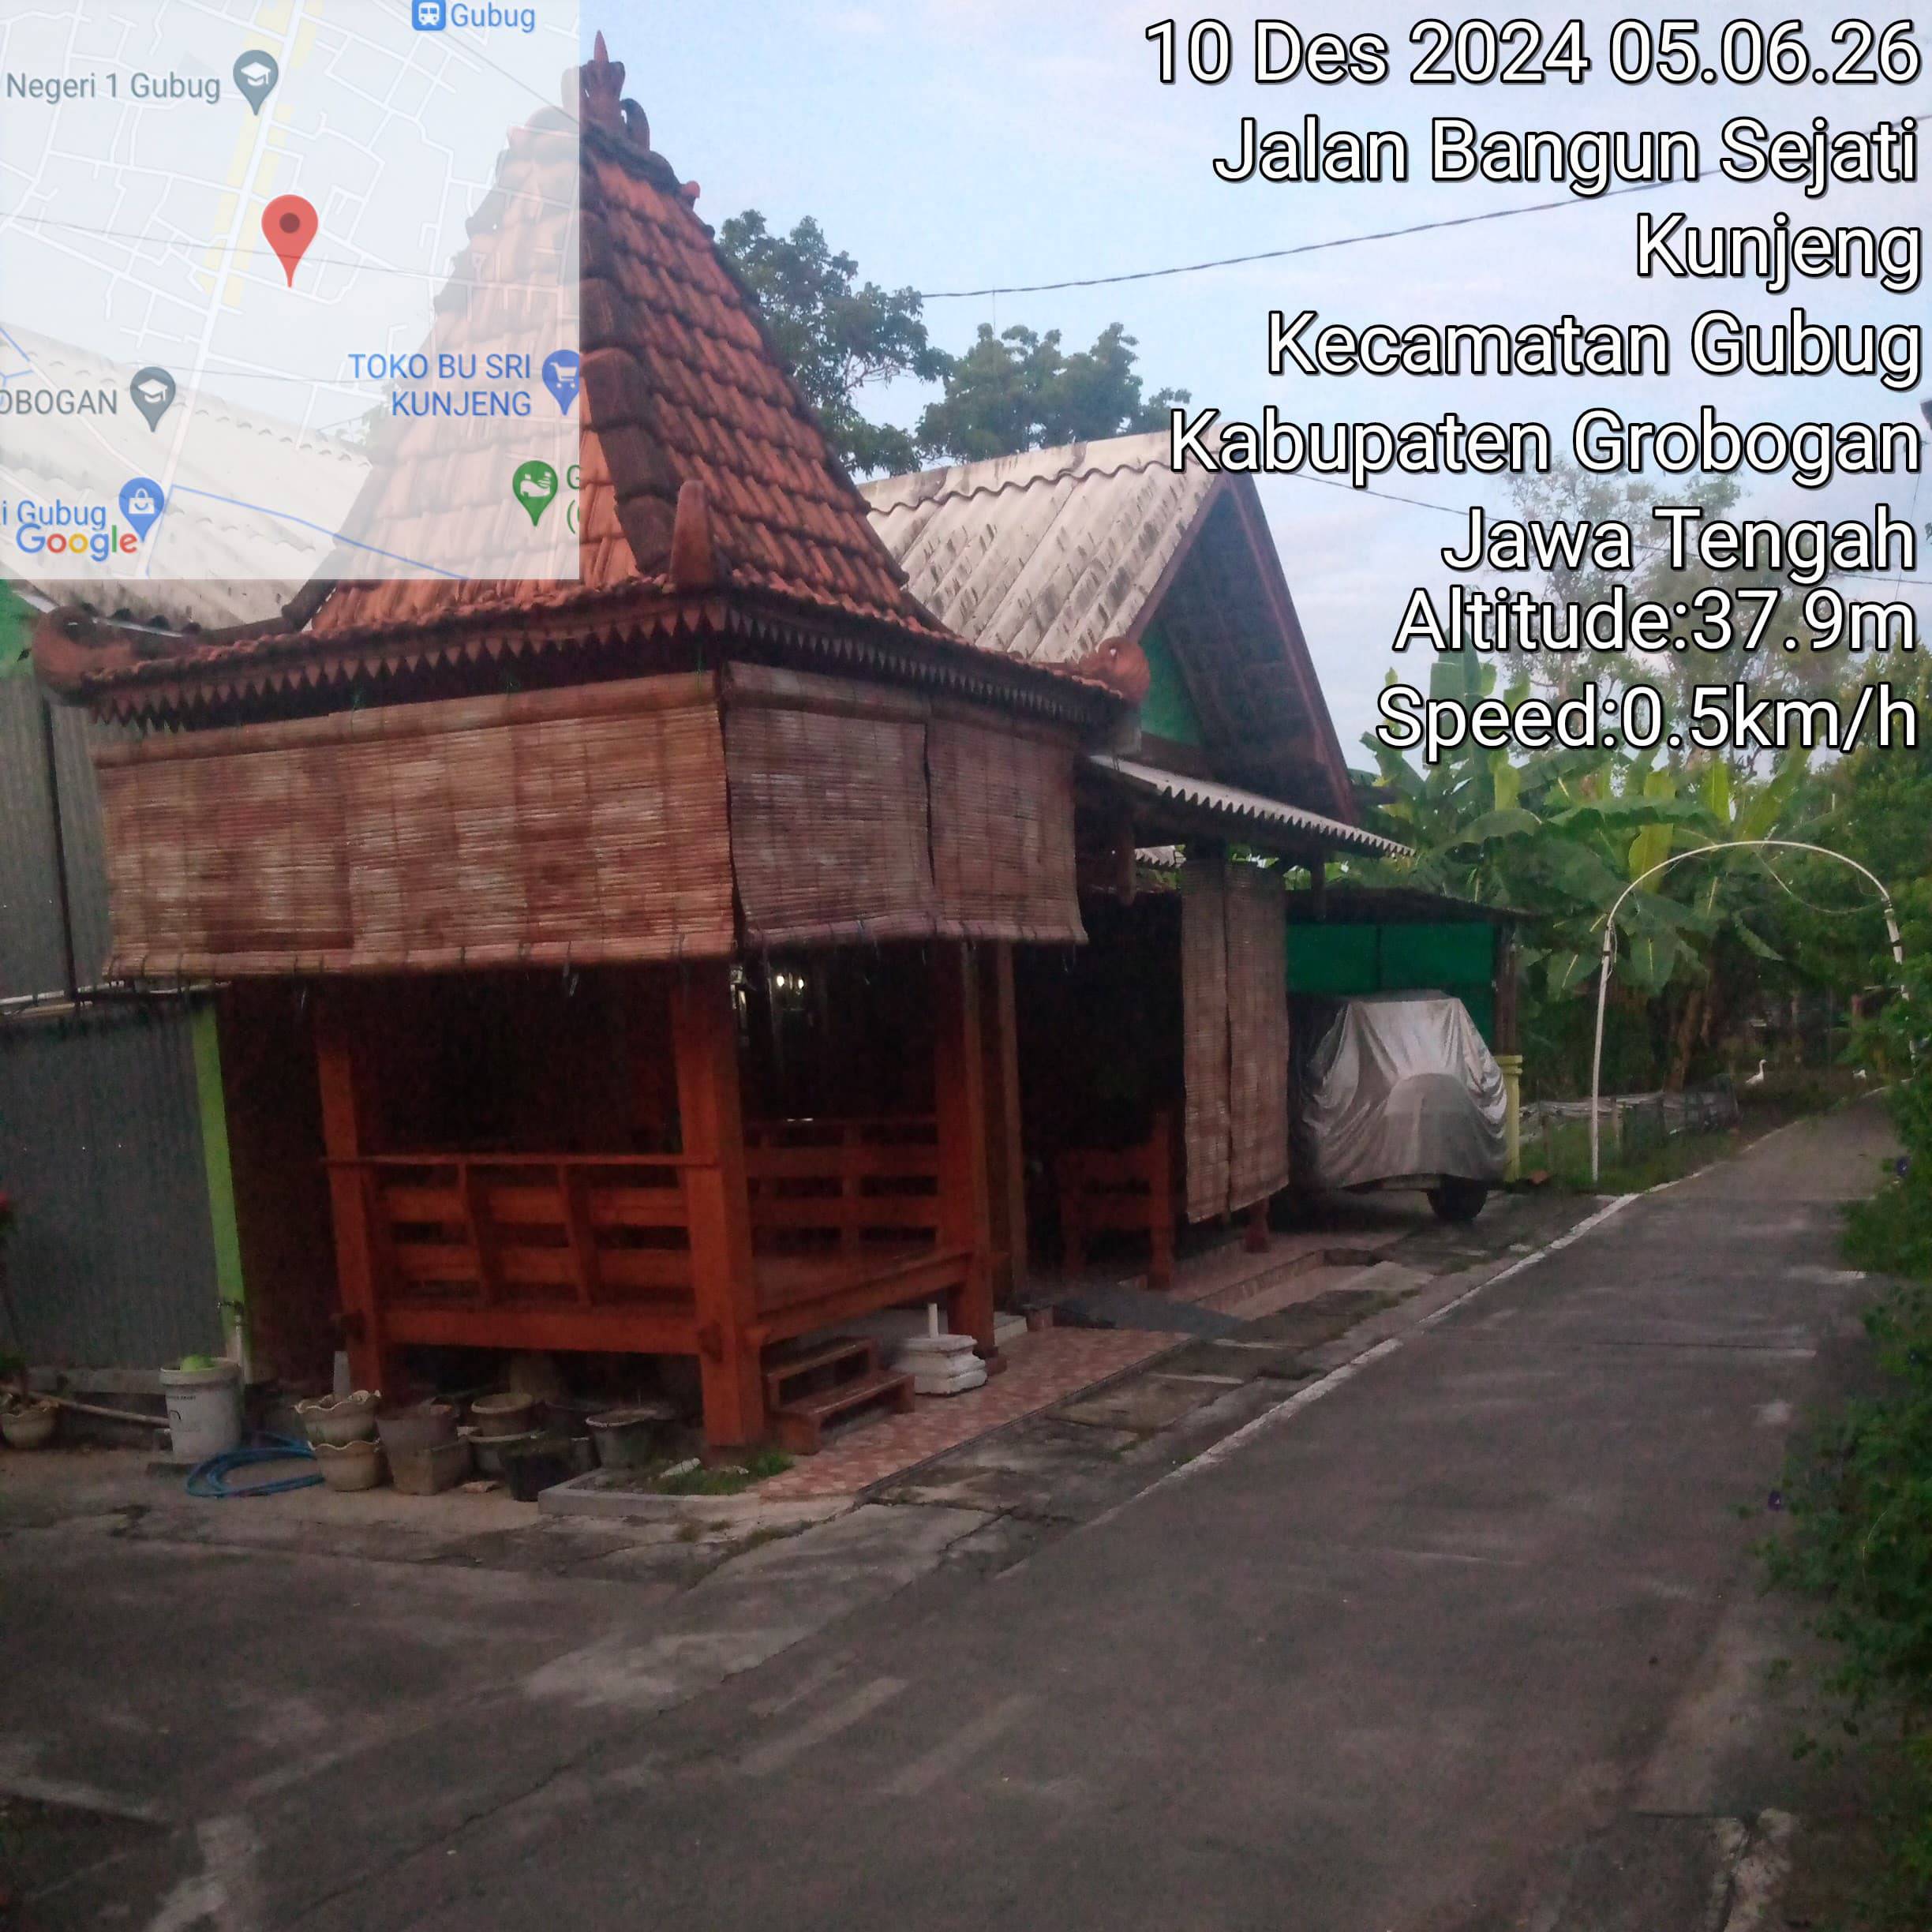 Gubug
Negeri 1 Gubug
TOKO BU SRI
KUNJENG
OBOGAN
i Gubug
Google
10 Des 2024 05.06.26
Jalan Bangun Sejati
Kunjeng
Kecamatan Gubug
Kabupaten Grobogan
Jawa Tengah
Altitude:37.9m
Speed:0.5km/h